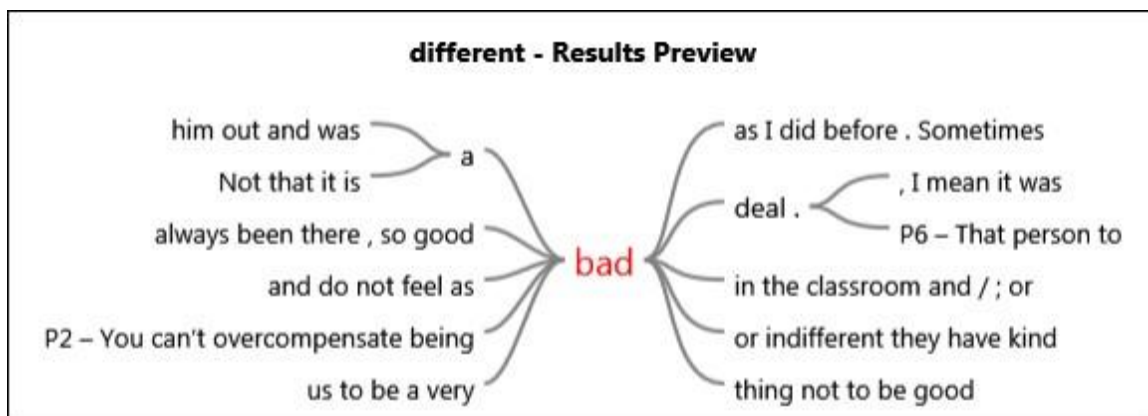 different - Results Preview
him out and was
Not that it is
a
always been there , so good
and do not feel as
P2 – You can't overcompensate being
us to be a very
bad
as I did before . Sometimes
deal .
, I mean it was
P6 – That person to
in the classroom and / ; or
or indifferent they have kind
thing not to be good